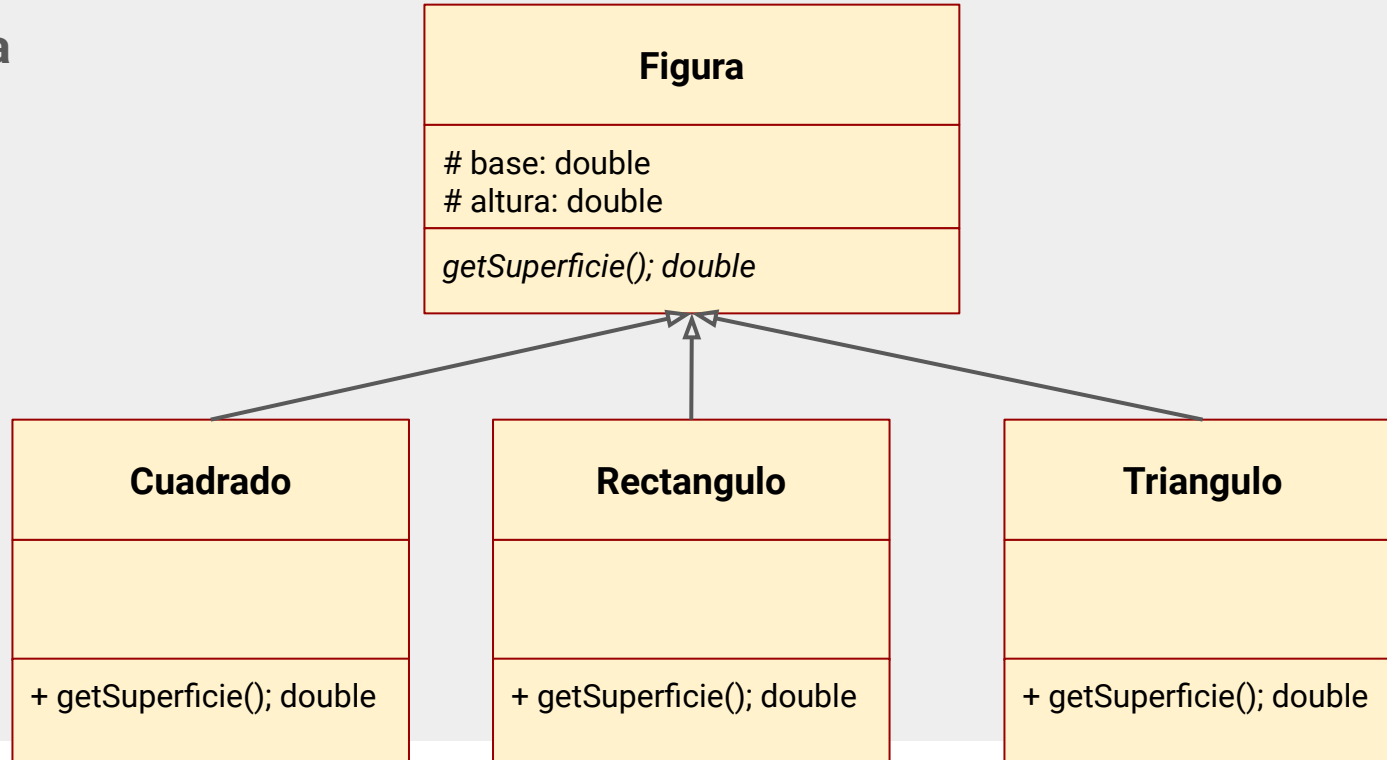 a
Figura
# base: double
# altura: double
getSuperficie(); double
Cuadrado
Rectangulo
Triangulo
+ getSuperficie(); double
+ getSuperficie(); double
+ getSuperficie(); double